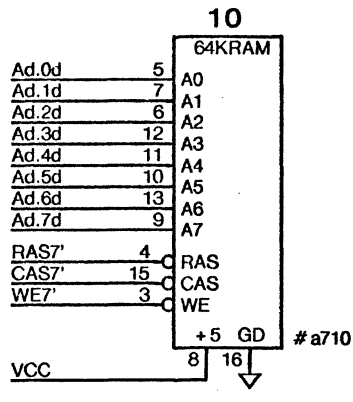 10
64KRAM
Ad.0d 5 A0
Ad.1d 7 A1
Ad.2d 6 A2
Ad.3d 12 A3
Ad.4d 11 A4
Ad.5d 10 A5
Ad.6d 13 A6
Ad.7d 9 A7
RAS7' 4 RAS
CAS7' 15 CAS
WE7' 3 WE
+5 GD #a710
8 16
VCC